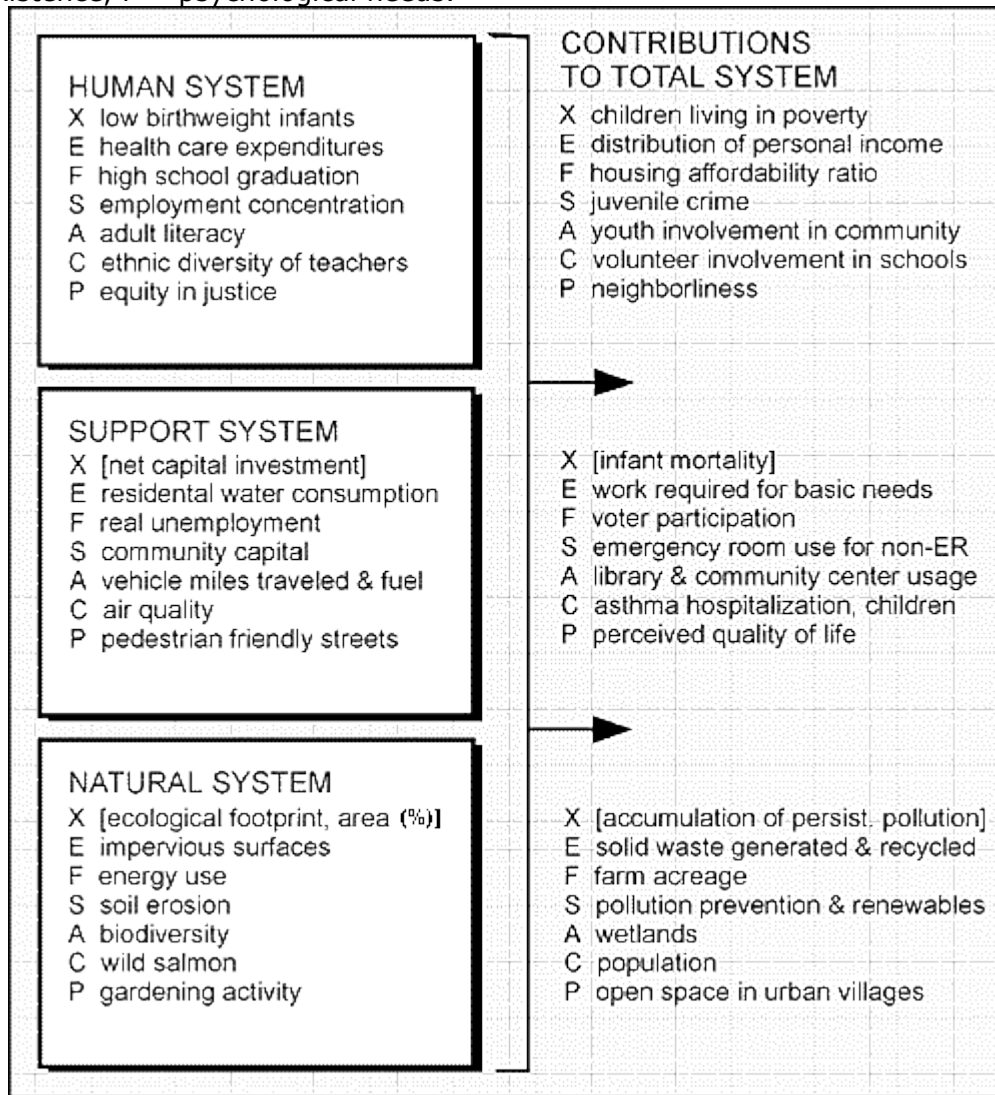 psychological needs.
HUMAN SYSTEM
X low birthweight infants
E health care expenditures
F high school graduation
S employment concentration
A adult literacy
C ethnic diversity of teachers
P equity in justice
CONTRIBUTIONS
TO TOTAL SYSTEM
X children living in poverty
E distribution of personal income
F housing affordability ratio
S juvenile crime
A youth involvement in community
C volunteer involvement in schools
P neighborliness
SUPPORT SYSTEM
X [net capital investment]
E residental water consumption
F real unemployment
S community capital
A vehicle miles traveled & fuel
C air quality
P pedestrian friendly streets
X [infant mortality]
E work required for basic needs
F voter participation
S emergency room use for non-ER
A library & community center usage
C asthma hospitalization, children
P perceived quality of life
NATURAL SYSTEM
X [ecological footprint, area (%)]
E impervious surfaces
F energy use
S soil erosion
A biodiversity
C wild salmon
P gardening activity
X [accumulation of persist. pollution]
E solid waste generated & recycled
F farm acreage
S pollution prevention & renewables
A wetlands
C population
P open space in urban villages